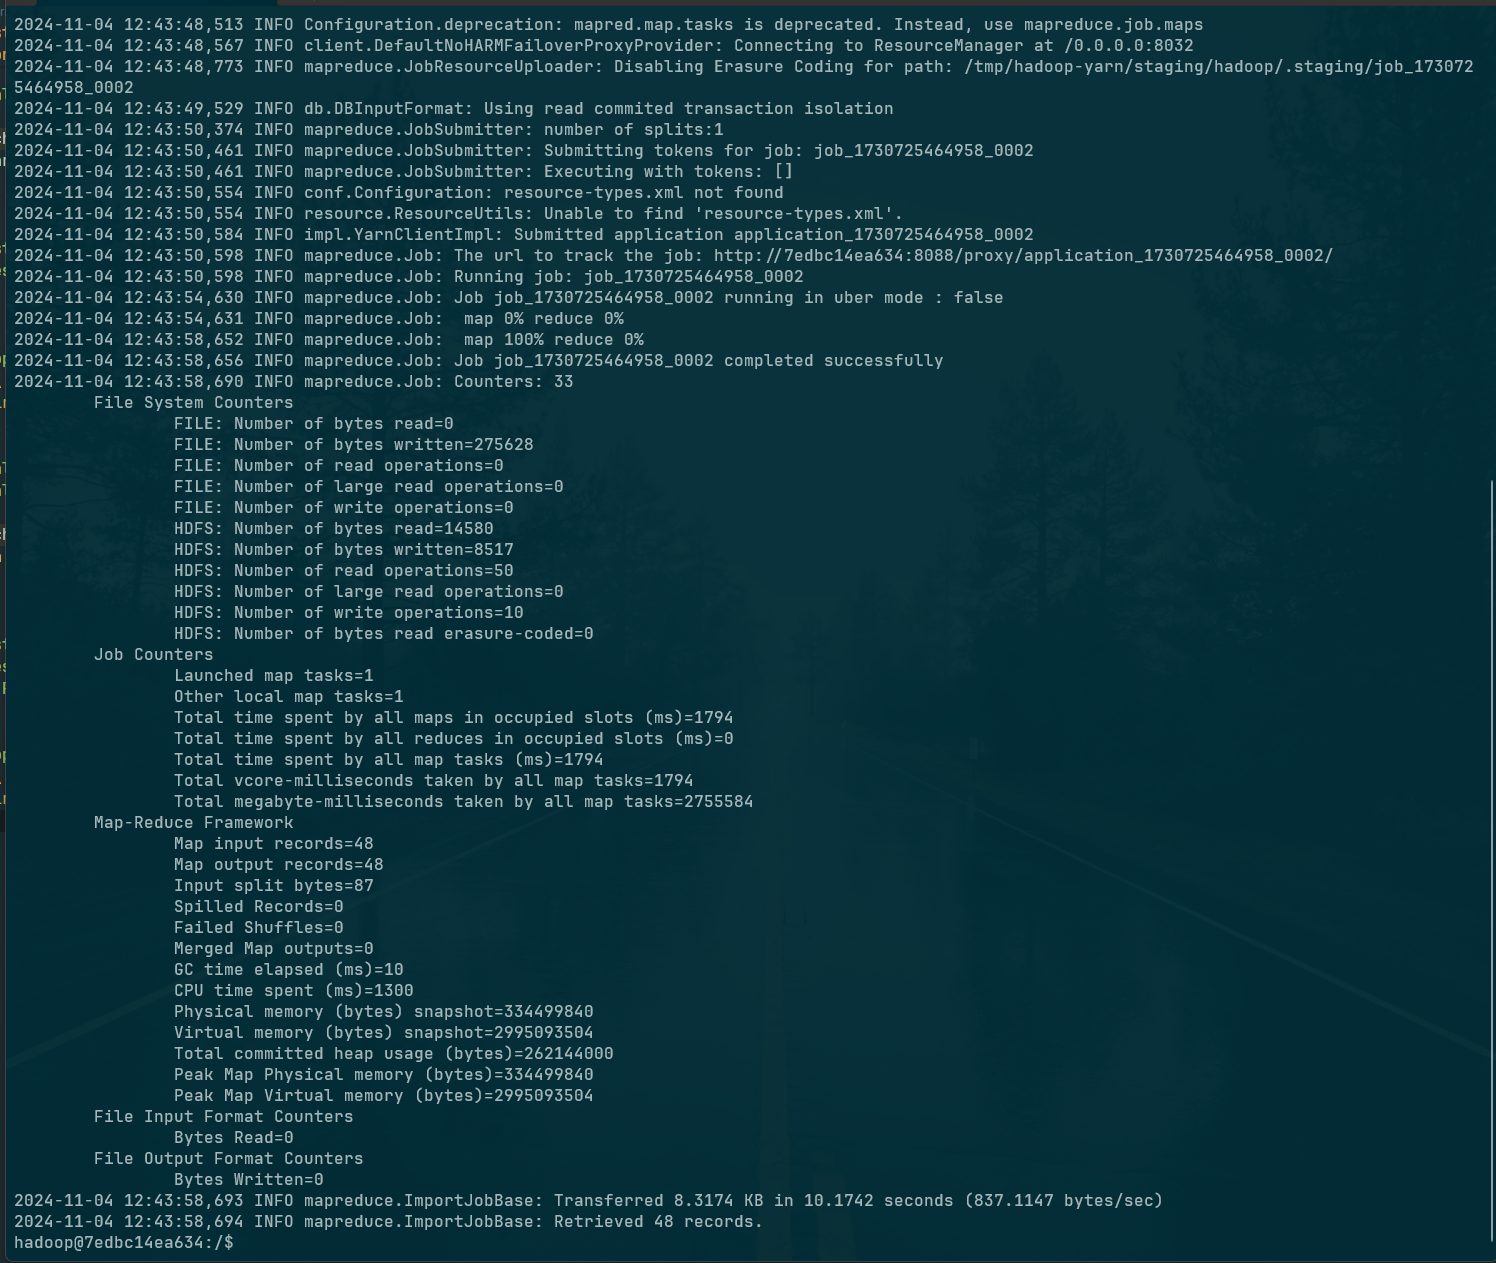 2024-11-04 12:43:48,513 INFO Configuration.deprecation: mapred.map.tasks is deprecated. Instead, use mapreduce.job.maps
2024-11-04 12:43:48,567 INFO client.DefaultNoHARMFailoverProxyProvider: Connecting to ResourceManager at /0.0.0.0:8032
2024-11-04 12:43:48,773 INFO mapreduce.JobResourceUploader: Disabling Erasure Coding for path: /tmp/hadoop-yarn/staging/hadoop/.staging/job_173072
5464958_0002
2024-11-04 12:43:49,529 INFO db.DBInputFormat: Using read commited transaction isolation
2024-11-04 12:43:50,374 INFO mapreduce.JobSubmitter: number of splits:1
2024-11-04 12:43:50,461 INFO mapreduce.JobSubmitter: Submitting tokens for job: job_1730725464958_0002
2024-11-04 12:43:50,461 INFO mapreduce.JobSubmitter: Executing with tokens: []
2024-11-04 12:43:50,554 INFO conf.Configuration: resource-types.xml not found
2024-11-04 12:43:50,554 INFO resource.ResourceUtils: Unable to find 'resource-types.xml'.
2024-11-04 12:43:50,584 INFO impl.YarnClientImpl: Submitted application application_1730725464958_0002
2024-11-04 12:43:50,598 INFO mapreduce.Job: The url to track the job: http://7edbc14ea634:8088/proxy/application_1730725464958_0002/
2024-11-04 12:43:50,598 INFO mapreduce.Job: Running job: job_1730725464958_0002
2024-11-04 12:43:54,630 INFO mapreduce.Job: Job job_1730725464958_0002 running in uber mode : false
2024-11-04 12:43:54,631 INFO mapreduce.Job:  map 0% reduce 0%
2024-11-04 12:43:58,652 INFO mapreduce.Job:  map 100% reduce 0%
2024-11-04 12:43:58,656 INFO mapreduce.Job: Job job_1730725464958_0002 completed successfully
2024-11-04 12:43:58,690 INFO mapreduce.Job: Counters: 33
File System Counters
FILE: Number of bytes read=0
FILE: Number of bytes written=275628
FILE: Number of read operations=0
FILE: Number of large read operations=0
FILE: Number of write operations=0
HDFS: Number of bytes read=14580
HDFS: Number of bytes written=8517
HDFS: Number of read operations=50
HDFS: Number of large read operations=0
HDFS: Number of write operations=10
HDFS: Number of bytes read erasure-coded=0
Job Counters
Launched map tasks=1
Other local map tasks=1
Total time spent by all maps in occupied slots (ms)=1794
Total time spent by all reduces in occupied slots (ms)=0
Total time spent by all map tasks (ms)=1794
Total vcore-milliseconds taken by all map tasks=1794
Total megabyte-milliseconds taken by all map tasks=2755584
Map-Reduce Framework
Map input records=48
Map output records=48
Input split bytes=87
Spilled Records=0
Failed Shuffles=0
Merged Map outputs=0
GC time elapsed (ms)=10
CPU time spent (ms)=1300
Physical memory (bytes) snapshot=334499840
Virtual memory (bytes) snapshot=2995093504
Total committed heap usage (bytes)=262144000
Peak Map Physical memory (bytes)=334499840
Peak Map Virtual memory (bytes)=2995093504
File Input Format Counters
Bytes Read=0
File Output Format Counters
Bytes Written=0
2024-11-04 12:43:58,693 INFO mapreduce.ImportJobBase: Transferred 8.3174 KB in 10.1742 seconds (837.1147 bytes/sec)
2024-11-04 12:43:58,694 INFO mapreduce.ImportJobBase: Retrieved 48 records.
hadoop@7edbc14ea634:/$